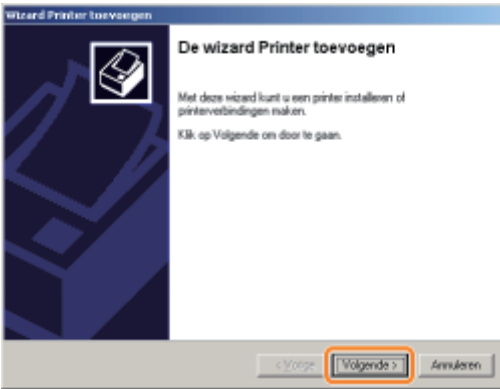 Wizard Printer toevoegen
De wizard Printer toevoegen
Met deze wizard kunt u een printer installeren of
printerverbindingen maken.
Klik op Volgende om door te gaan.
< Vorige
Volgende >
Annuleren